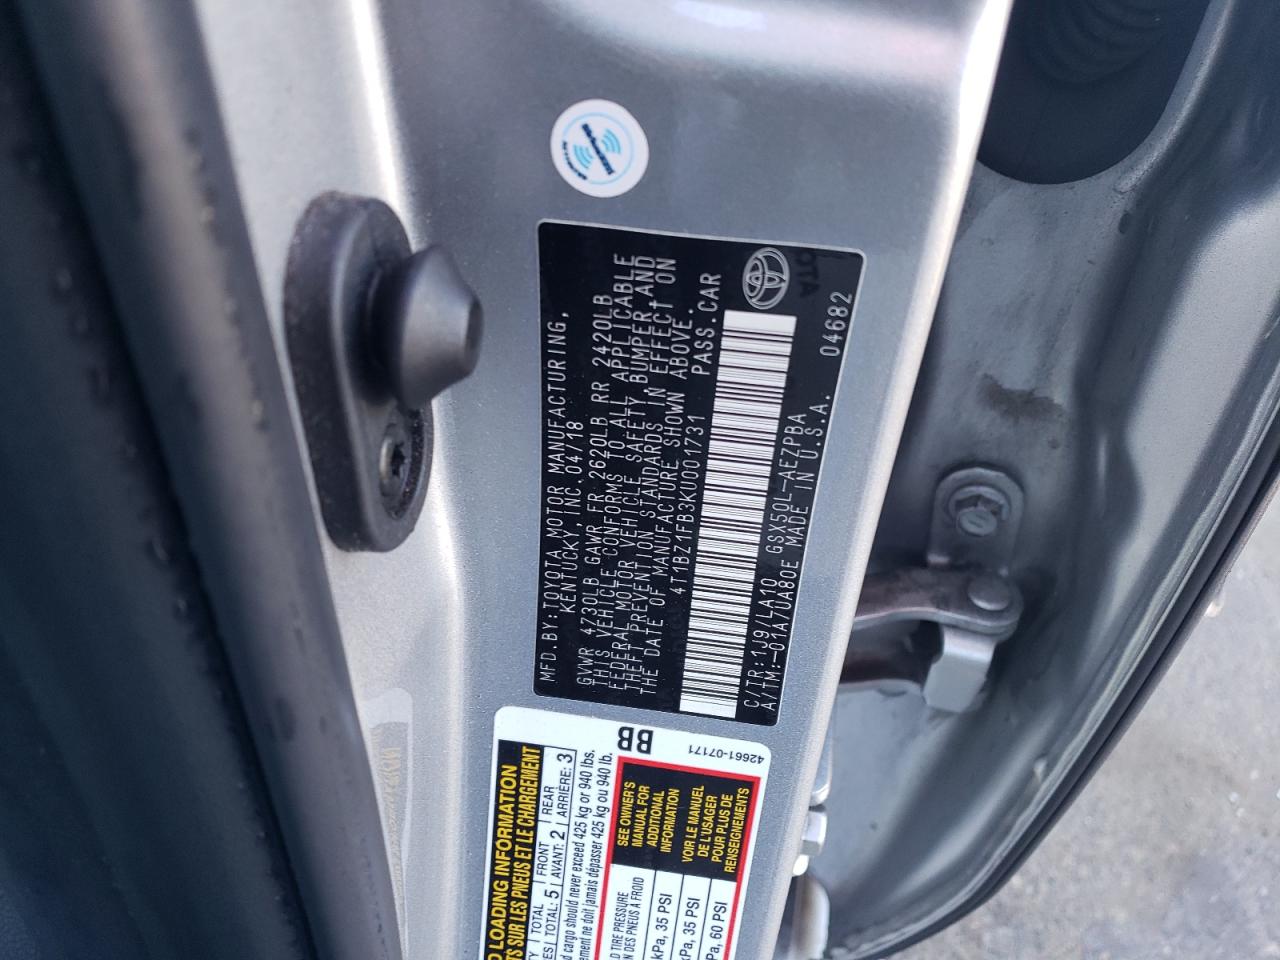 SiriusXM
MFD.BY:TOYOTA MOTOR MANUFACTURING,
KENTUCKY, INC. 04/18
GVWR 4730LB GAWR FR 2620LB RR 2420LB
THIS VEHICLE CONFORMS TO ALL APPLICABLE
FEDERAL MOTOR VEHICLE SAFETY, BUMPER, AND
THEFT PREVENTION STANDARDS IN EFFECT ON
THE DATE OF MANUFACTURE SHOWN ABOVE.
4T1BZ1FB3KU001731 PASS.CAR
C/TR:1J9/LA10 GSX50L-AEZPBA
A/TM:-01A/UA80E MADE IN U.S.A. 04682
BB
42661-07171
LOADING INFORMATION
SUR LES PNEUS ET LE CHARGEMENT
TOTAL FRONT REAR
TOTAL: 5 AVANT: 2 ARRIÈRE: 3
cargo should never exceed 425 kg or 940 lbs.
ne doit jamais dépasser 425 kg ou 940 lb.
TIRE PRESSURE
DES PNEUS À FROID
kPa, 35 PSI
kPa, 35 PSI
60 PSI
SEE OWNER'S
MANUAL FOR
ADDITIONAL
INFORMATION
VOIR LE MANUEL
DE L'USAGER
POUR PLUS DE
RENSEIGNEMENTS